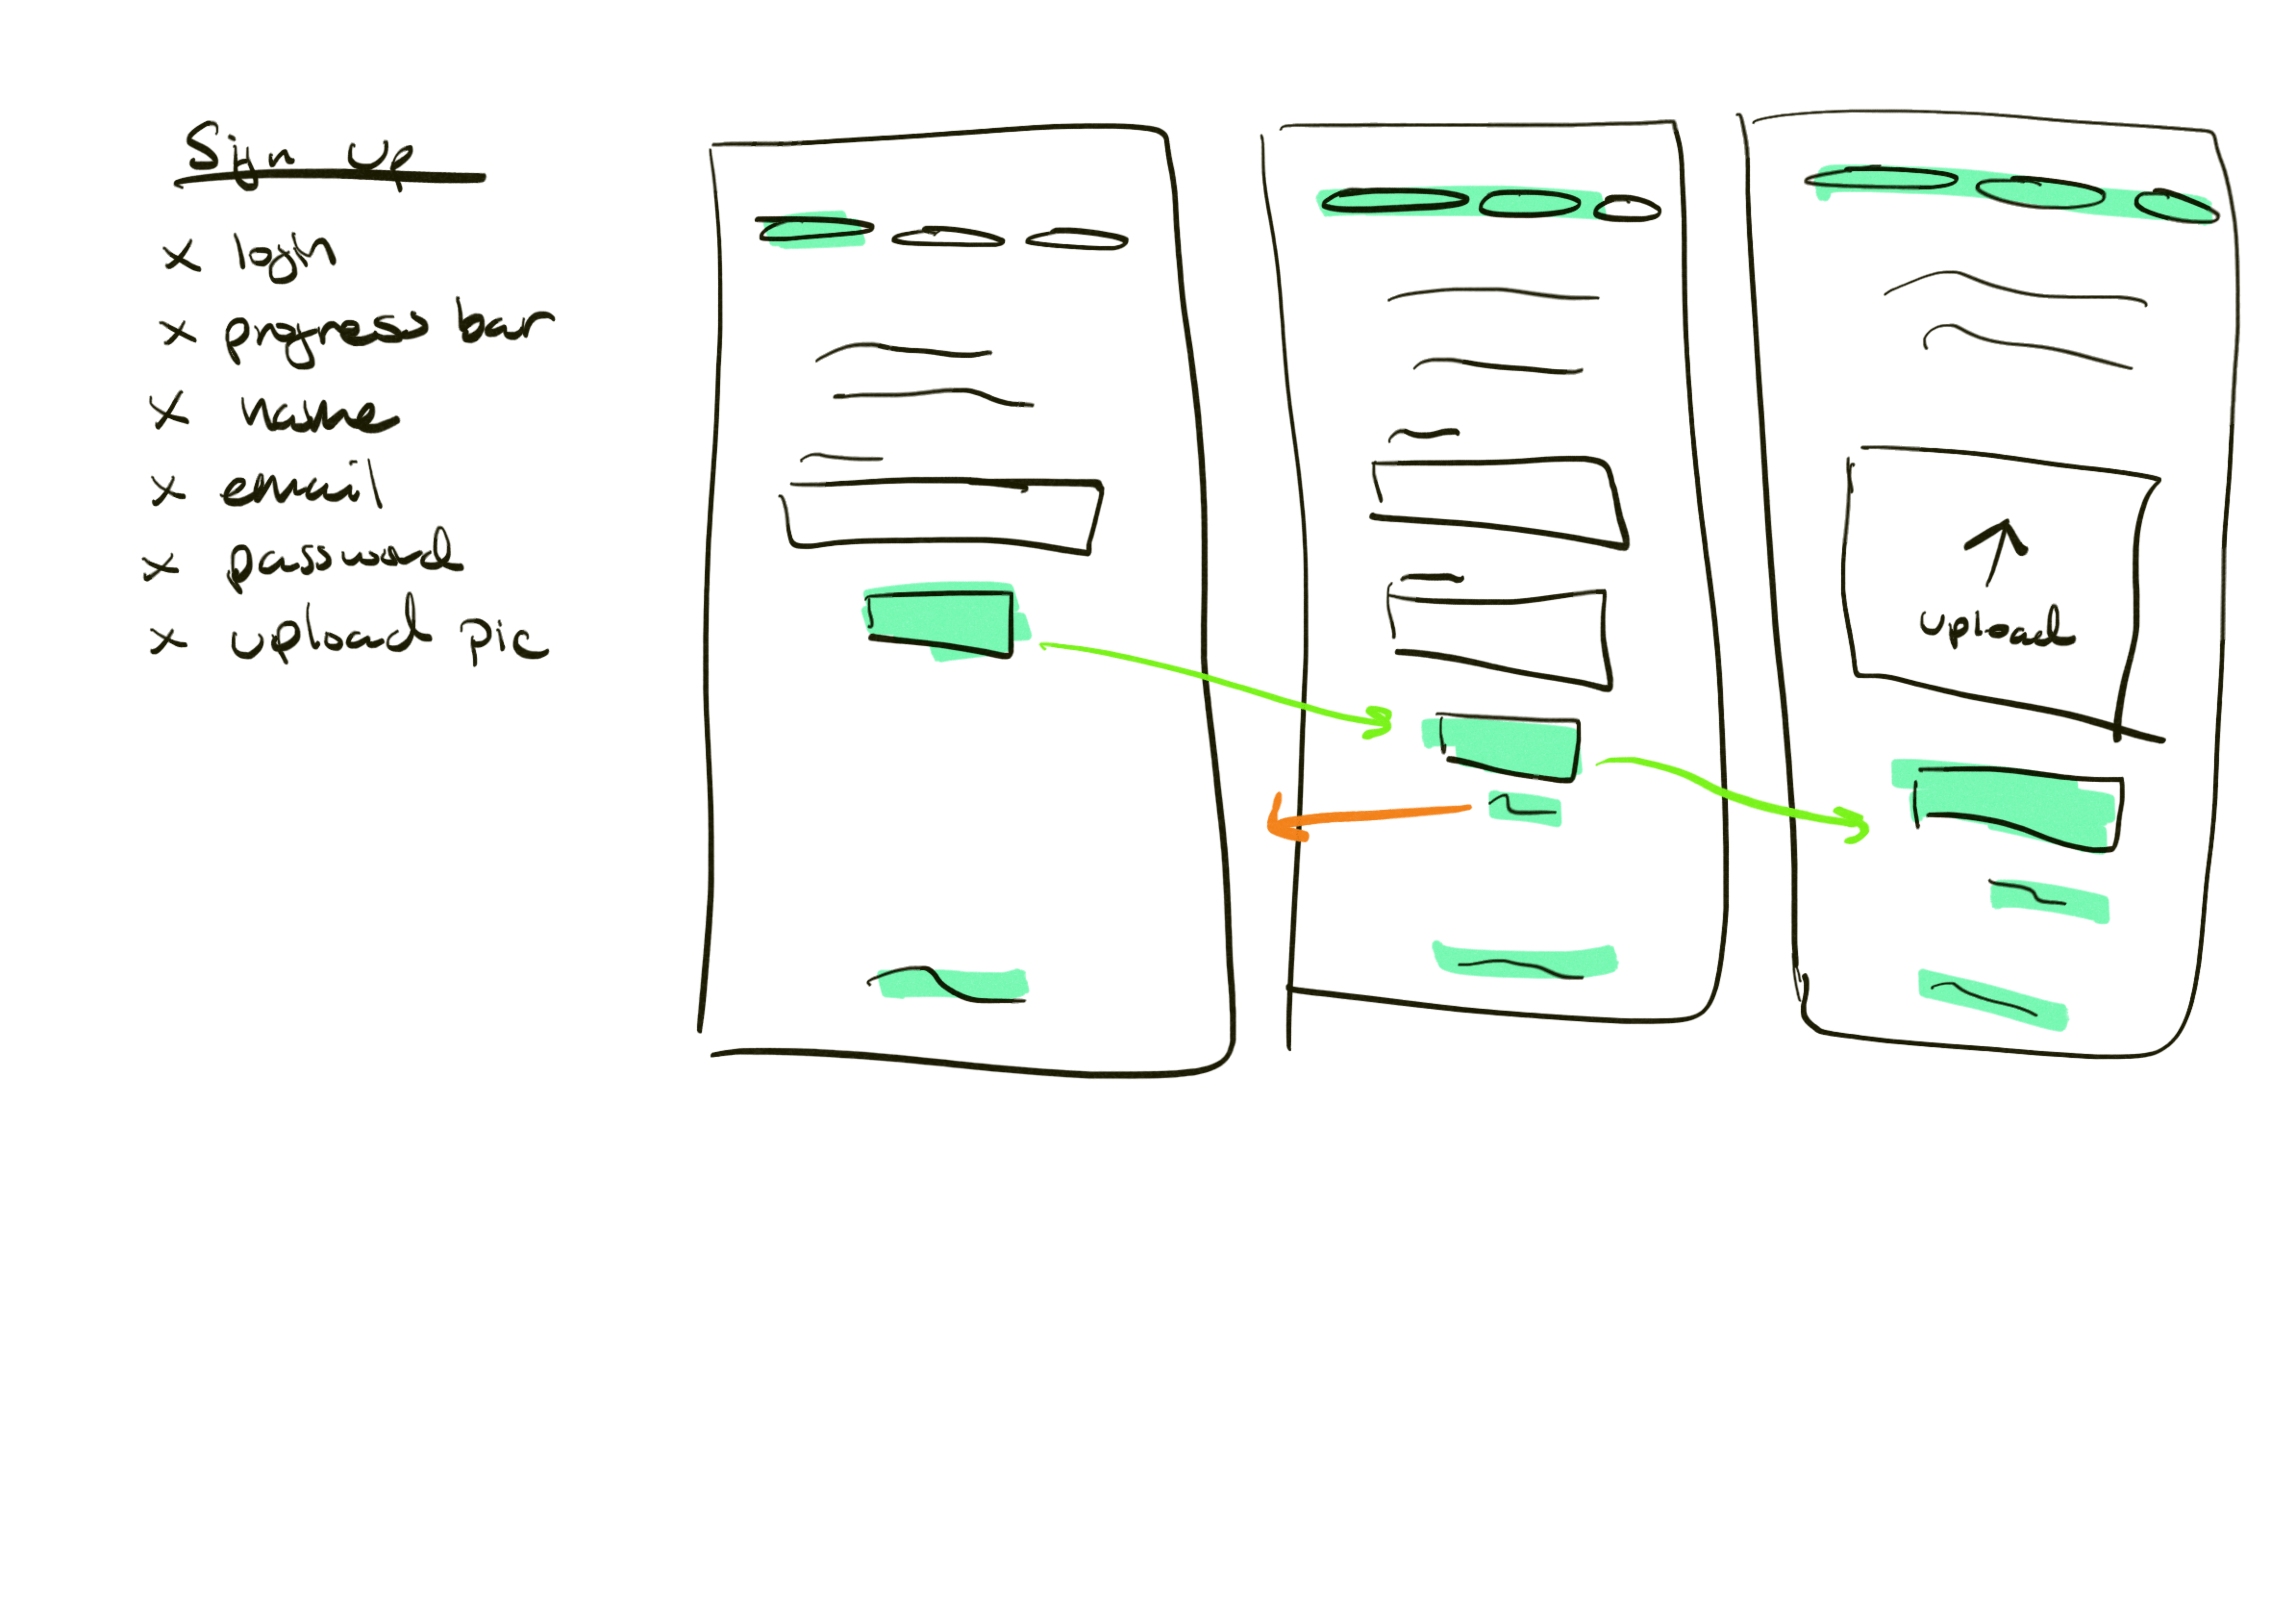 Sign Up
x login
x progress bar
x name
x email
x password
x upload pic
upload